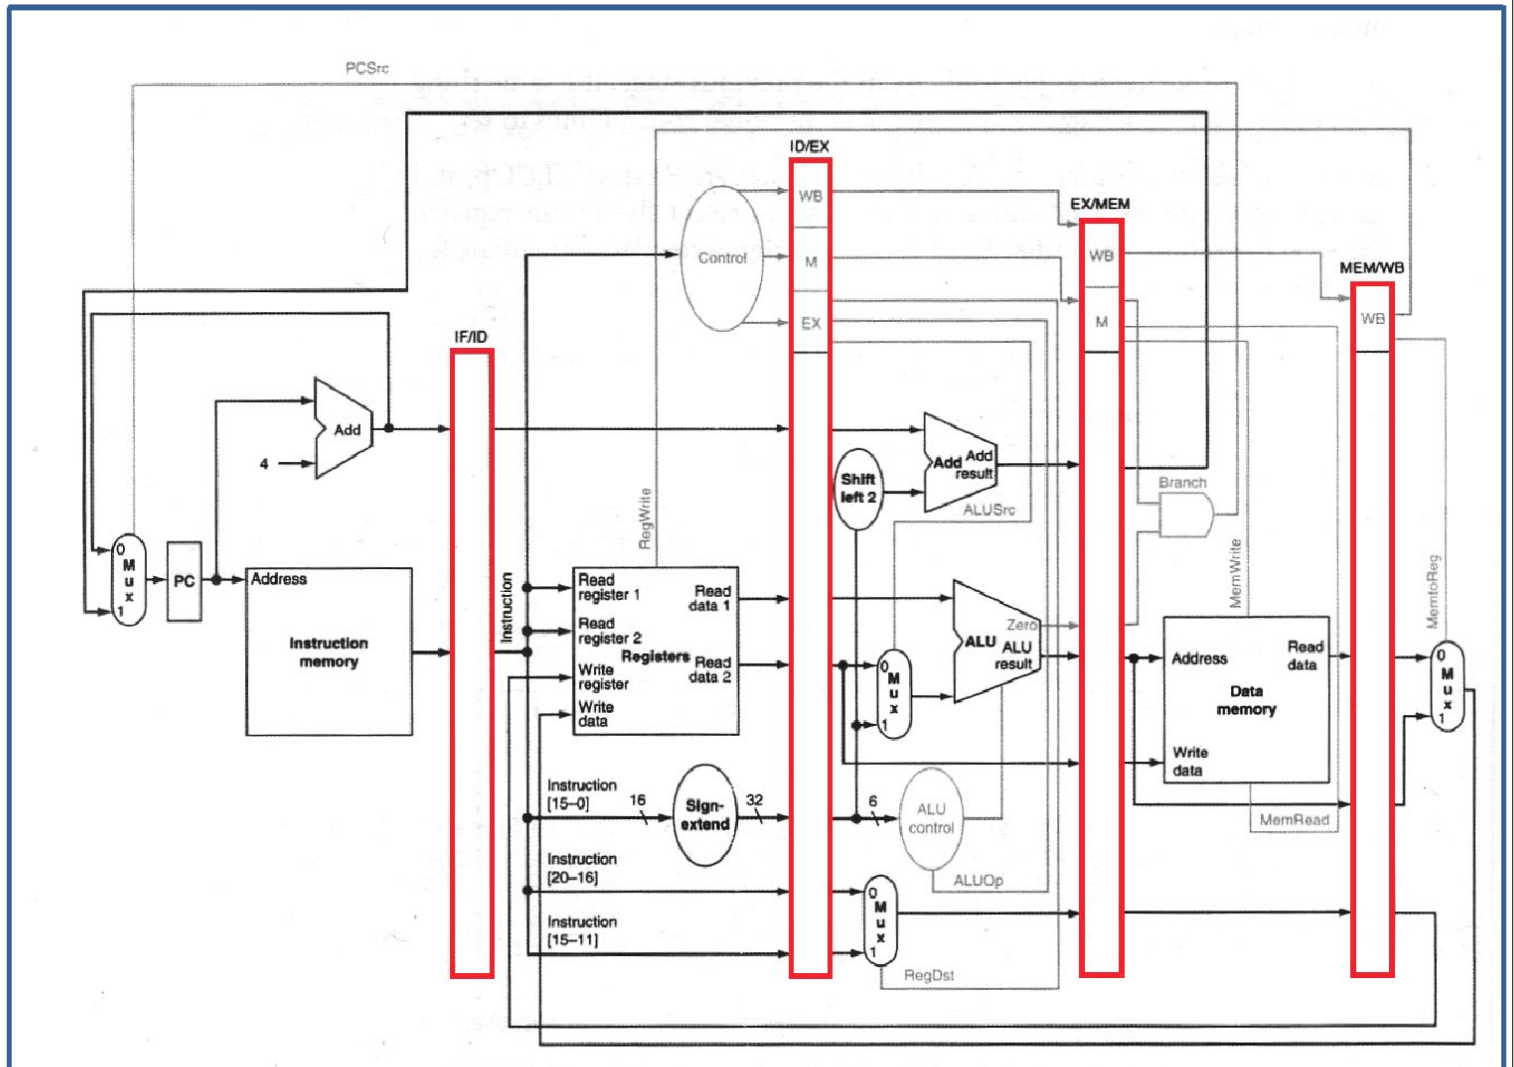 PCSrc
ID/EX
WB
EX/MEM
Control
M
WB
MEM/WB
EX
M
WB
IF/ID
Add
4
Add
Add
result
Shift
left 2
Branch
ALUSrc
RegWrite
MemWrite
MemtoReg
0
M
u
x
1
PC
Address
Instruction
memory
Instruction
Read
register 1
Read
data 1
Read
register 2
Registers
Read
data 2
Write
register
Write
data
0
M
u
x
1
Zero
ALU
ALU
result
Address
Read
data
Data
memory
Write
data
0
M
u
x
1
Instruction
[15–0]
16
Sign-
extend
32
6
ALU
control
MemRead
Instruction
[20–16]
ALUOp
0
M
u
x
1
Instruction
[15–11]
RegDst